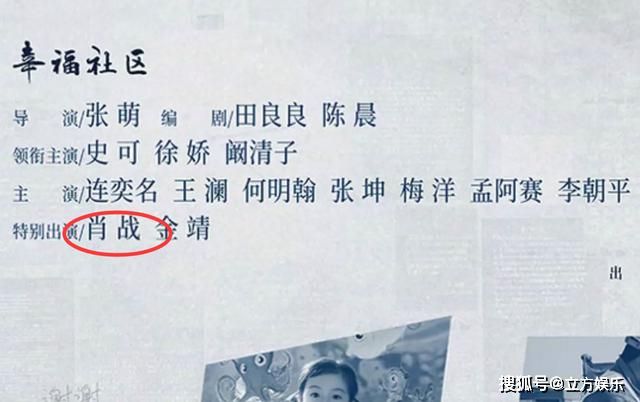 幸福社区
导 演/张萌 编 剧/田良良 陈晨
领衔主演/史可 徐娇 阚清子
主 演/连奕名 王澜 何明翰 张坤 梅洋 孟阿赛 李朝平
特别出演/肖战 金靖
出
谢谢
搜狐号@立方娱乐